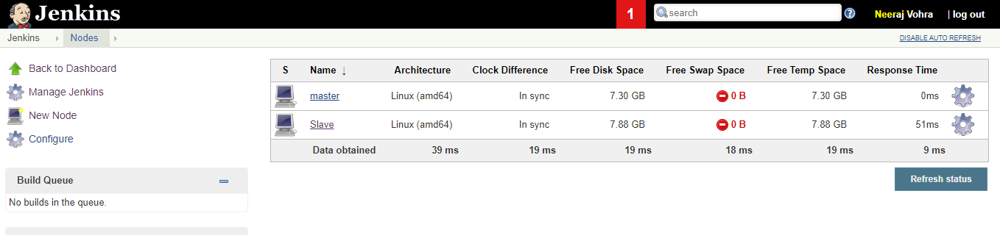 Jenkins 1 search Neeraj Vohra | log out
Jenkins Nodes DISABLE AUTO REFRESH
Back to Dashboard
Manage Jenkins
New Node
Configure
Build Queue
No builds in the queue.
S Name ↓ Architecture Clock Difference Free Disk Space Free Swap Space Free Temp Space Response Time
master Linux (amd64) In sync 7.30 GB 0 B 7.30 GB 0ms
Slave Linux (amd64) In sync 7.88 GB 0 B 7.88 GB 51ms
Data obtained 39 ms 19 ms 19 ms 18 ms 19 ms 9 ms
Refresh status